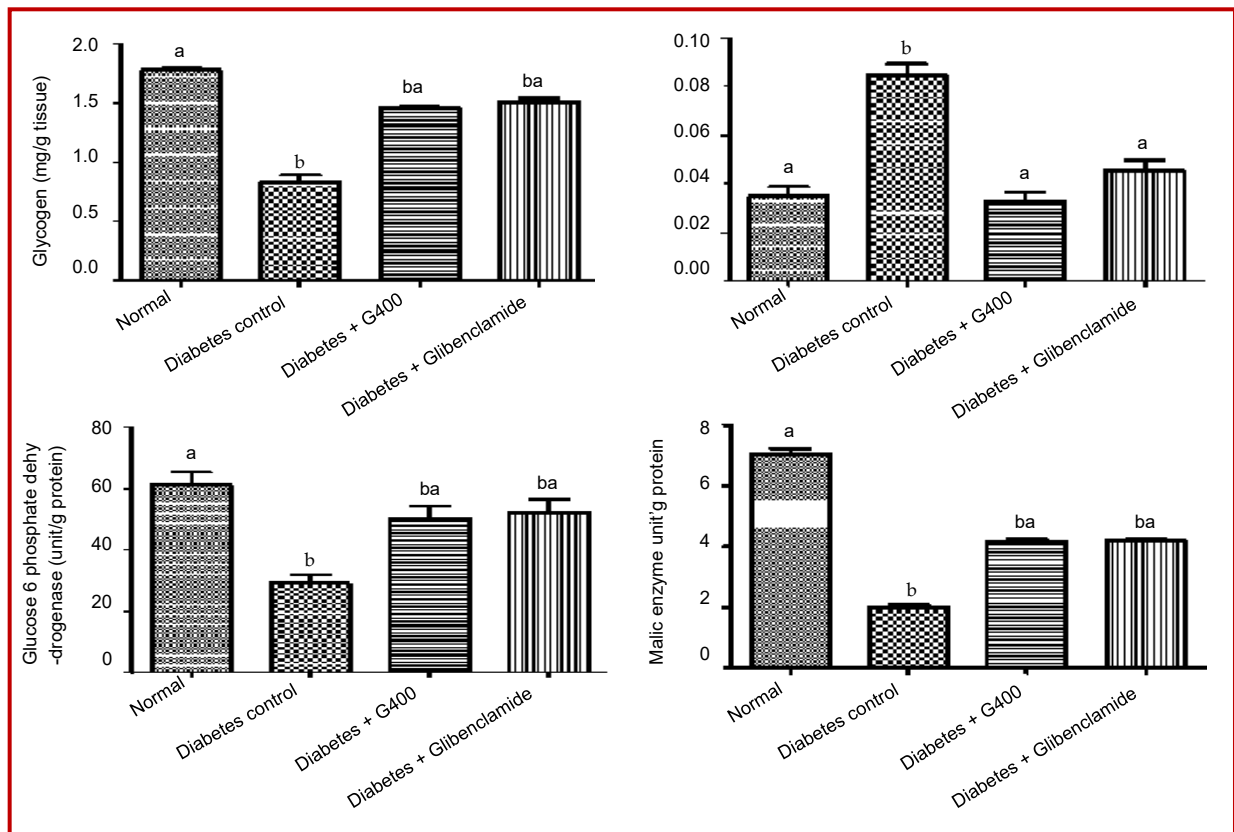 Glycogen (mg/g tissue)
2.0
1.5
1.0
0.5
0.0
a
b
ba
ba
Normal
Diabetes control
Diabetes + G400
Diabetes + Glibenclamide
0.10
0.08
0.06
0.04
0.02
0.00
a
b
a
a
Normal
Diabetes control
Diabetes + G400
Diabetes + Glibenclamide
Glucose 6 phosphate dehy
-drogenase (unit/g protein)
80
60
40
20
0
a
b
ba
ba
Normal
Diabetes control
Diabetes + G400
Diabetes + Glibenclamide
Malic enzyme unit'g protein
8
6
4
2
0
a
b
ba
ba
Normal
Diabetes control
Diabetes + G400
Diabetes + Glibenclamide